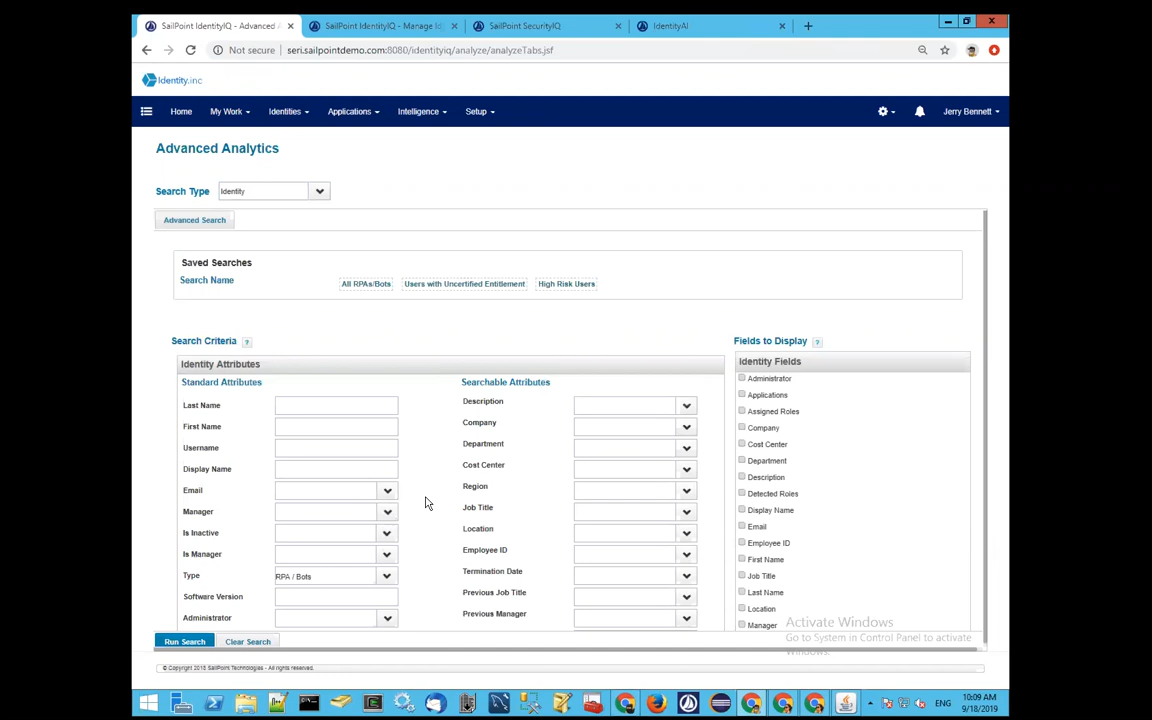 SailPoint IdentityIQ - Advanced A
SailPoint IdentityIQ - Manage Id
SailPoint SecurityIQ
IdentityAI
Not secure
seri.sailpointdemo.com:8080/identityiq/analyze/analyzeTabs.jsf
Identity.inc
Home
My Work
Identities
Applications
Intelligence
Setup
Jerry Bennett
Advanced Analytics
Search Type
Identity
Advanced Search
Saved Searches
Search Name
All RPAs/Bots
Users with Uncertified Entitlement
High Risk Users
Search Criteria ?
Fields to Display ?
Identity Attributes
Identity Fields
Standard Attributes
Searchable Attributes
Last Name
First Name
Username
Display Name
Email
Manager
Is Inactive
Is Manager
Type
RPA / Bots
Software Version
Administrator
Description
Company
Department
Cost Center
Region
Job Title
Location
Employee ID
Termination Date
Previous Job Title
Previous Manager
Administrator
Applications
Assigned Roles
Company
Cost Center
Department
Description
Detected Roles
Display Name
Email
Employee ID
First Name
Job Title
Last Name
Location
Manager
Activate Windows
Go to System in Control Panel to activate
Windows.
Run Search
Clear Search
© Copyright 2018 SailPoint Technologies - All rights reserved.
ENG
10:09 AM
9/18/2019